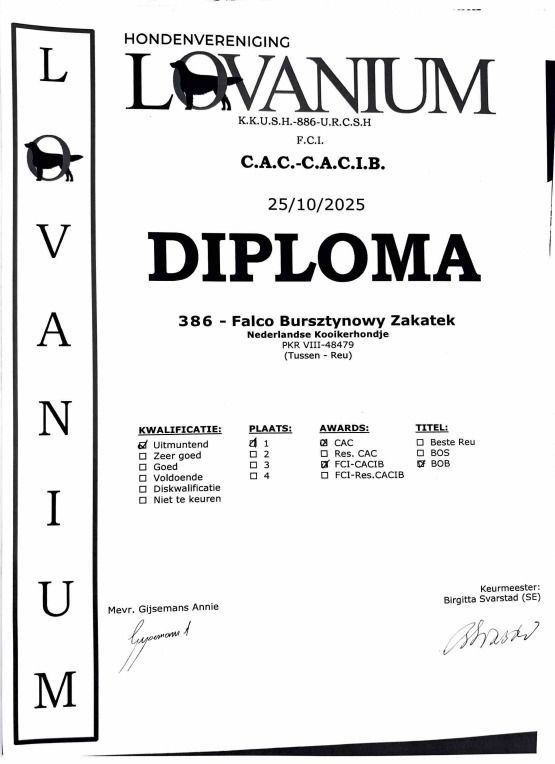 L
O
V
A
N
I
U
M
HONDENVERENIGING
LOVANIUM
K.K.U.S.H.-886-U.R.C.S.H
F.C.I.
C.A.C.-C.A.C.I.B.
25/10/2025
DIPLOMA
386 - Falco Bursztynowy Zakatek
Nederlandse Kooikerhondje
PKR VIII-48479
(Tussen - Reu)
KWALIFICATIE:
☑ Uitmuntend
☐ Zeer goed
☐ Goed
☐ Voldoende
☐ Diskwalificatie
☐ Niet te keuren
PLAATS:
☑ 1
☐ 2
☐ 3
☐ 4
AWARDS:
☑ CAC
☐ Res. CAC
☑ FCI-CACIB
☐ FCI-Res.CACIB
TITEL:
☐ Beste Reu
☐ BOS
☑ BOB
Mevr. Gijsemans Annie
Gijsemans A
Keurmeester:
Birgitta Svarstad (SE)